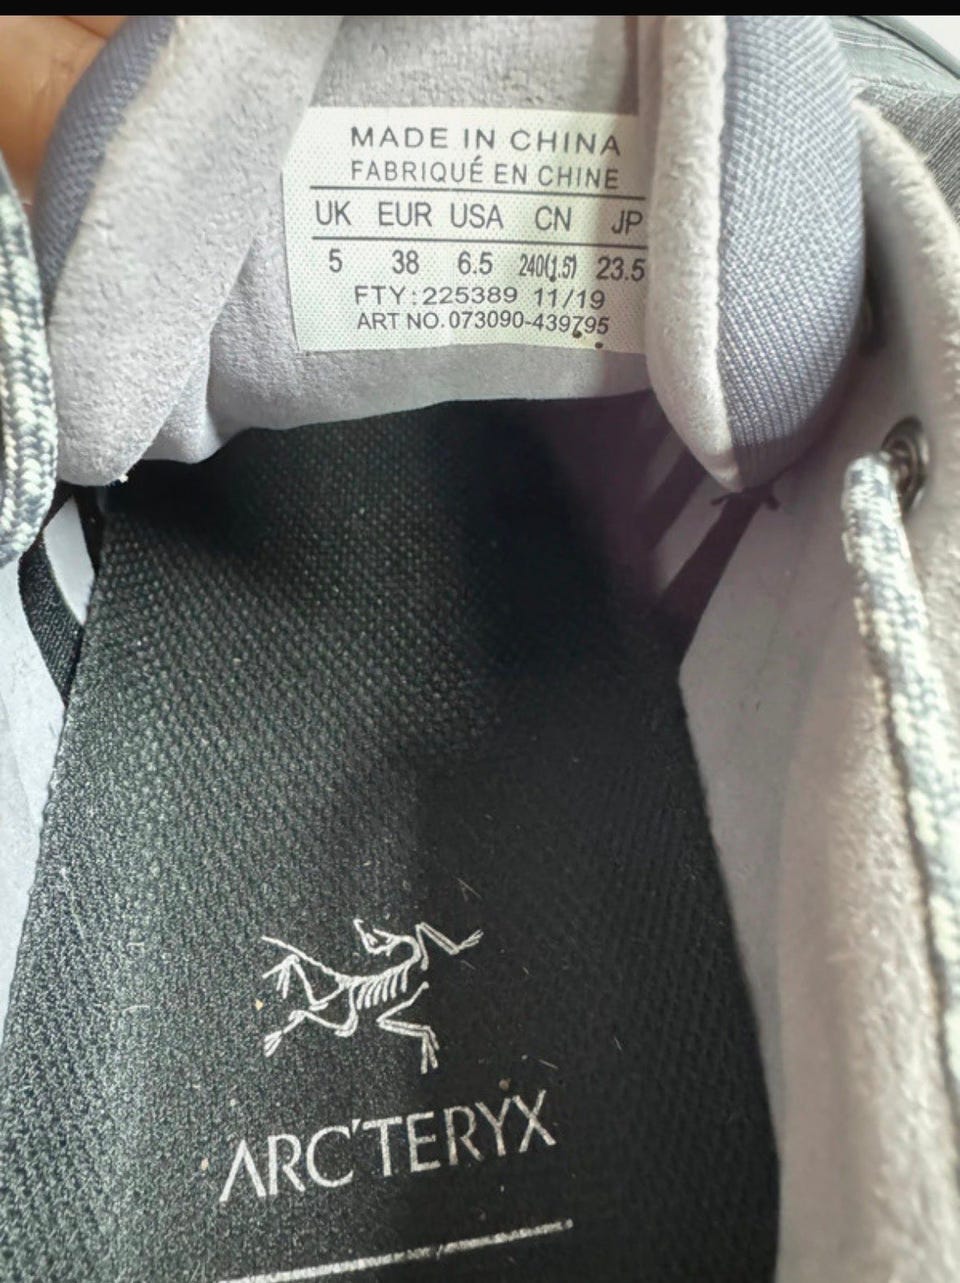 MADE IN CHINA
FABRIQUÉ EN CHINE
UK EUR USA CN JP
5 38 6.5 240(1.5) 23.5
FTY:225389 11/19
ART NO.073090-439795
ARC'TERYX